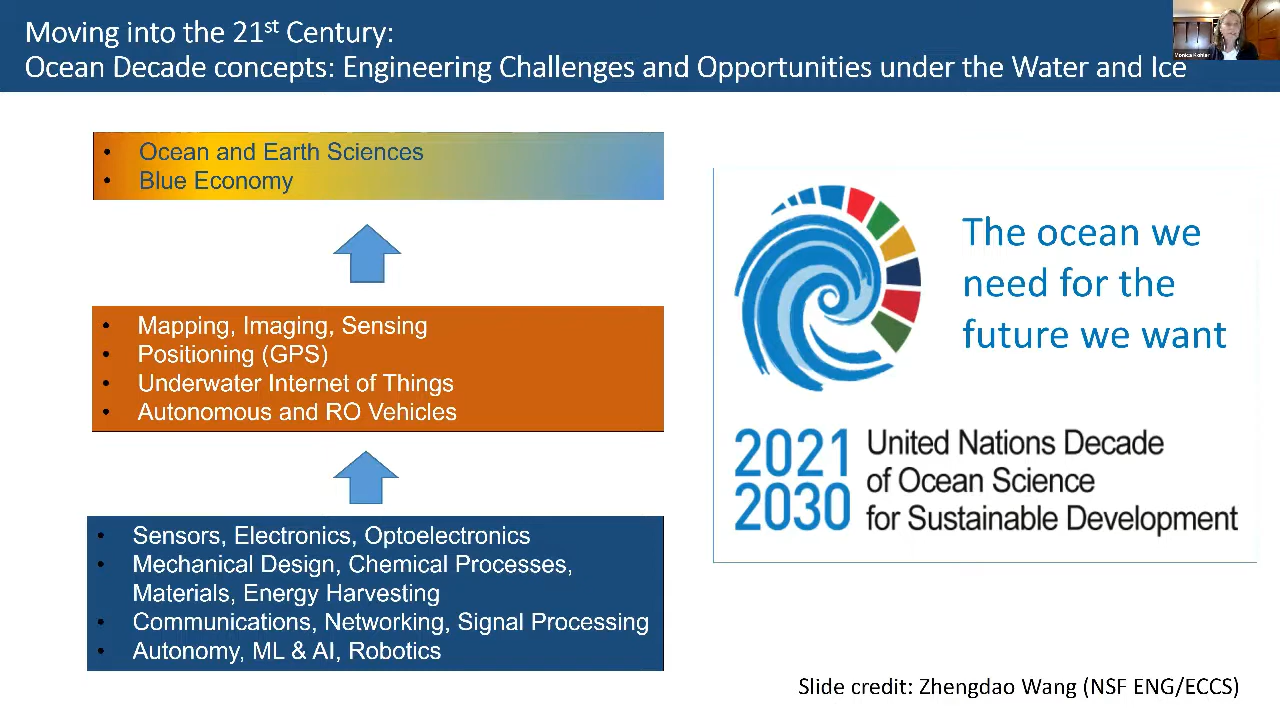 Moving into the 21st Century:
Ocean Decade concepts: Engineering Challenges and Opportunities under the Water and Ice
Monica Kohler
• Ocean and Earth Sciences
• Blue Economy
• Mapping, Imaging, Sensing
• Positioning (GPS)
• Underwater Internet of Things
• Autonomous and RO Vehicles
• Sensors, Electronics, Optoelectronics
• Mechanical Design, Chemical Processes,
Materials, Energy Harvesting
• Communications, Networking, Signal Processing
• Autonomy, ML & AI, Robotics
The ocean we
need for the
future we want
2021
2030
United Nations Decade
of Ocean Science
for Sustainable Development
Slide credit: Zhengdao Wang (NSF ENG/ECCS)